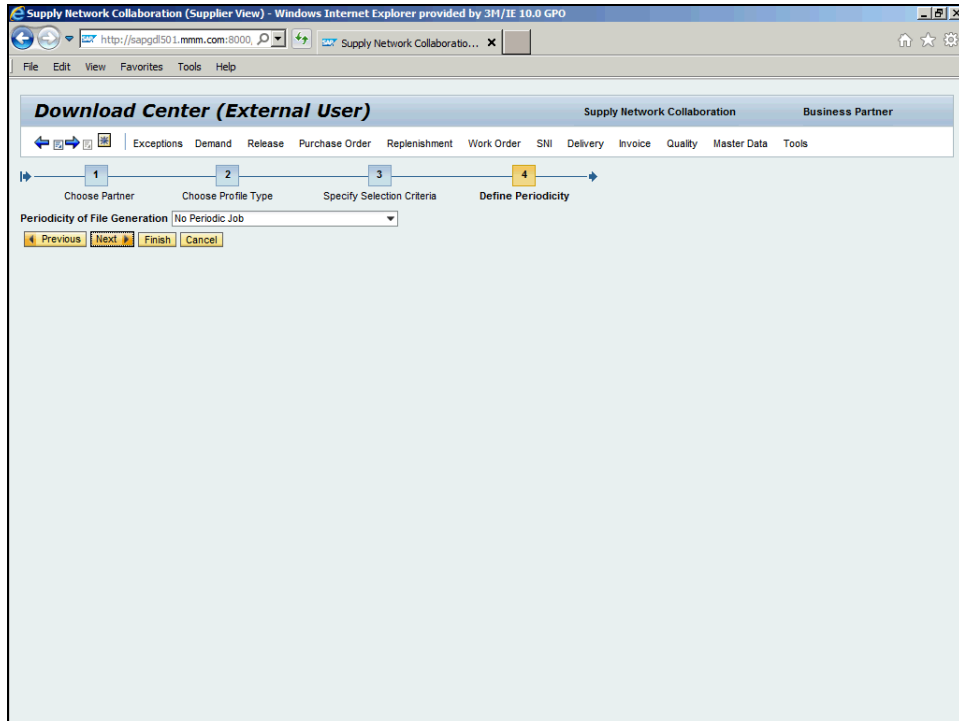 Supply Network Collaboration (Supplier View) - Windows Internet Explorer provided by 3M/IE 10.0 GPO
http://sapgdl501.mmm.com:8000,
SAP Supply Network Collaboratio...
File Edit View Favorites Tools Help
Download Center (External User) Supply Network Collaboration Business Partner
Exceptions Demand Release Purchase Order Replenishment Work Order SNI Delivery Invoice Quality Master Data Tools
1 2 3 4
Choose Partner Choose Profile Type Specify Selection Criteria Define Periodicity
Periodicity of File Generation No Periodic Job
Previous Next Finish Cancel